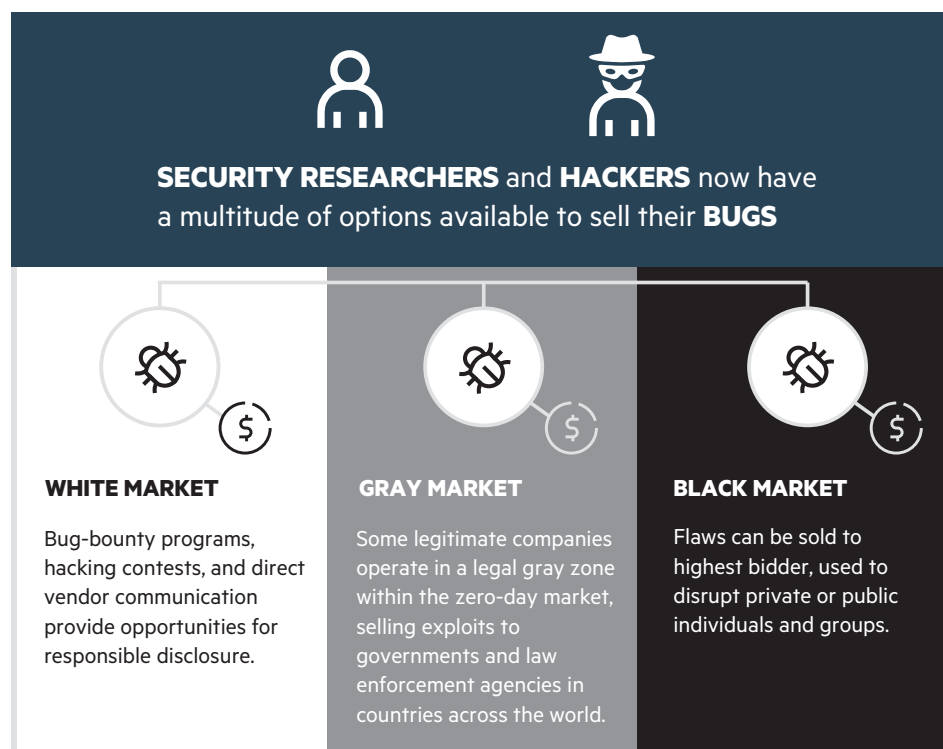 SECURITY RESEARCHERS and HACKERS now have
a multitude of options available to sell their BUGS
$
$
$
WHITE MARKET
Bug-bounty programs,
hacking contests, and direct
vendor communication
provide opportunities for
responsible disclosure.
GRAY MARKET
Some legitimate companies
operate in a legal gray zone
within the zero-day market,
selling exploits to
governments and law
enforcement agencies in
countries across the world.
BLACK MARKET
Flaws can be sold to
highest bidder, used to
disrupt private or public
individuals and groups.